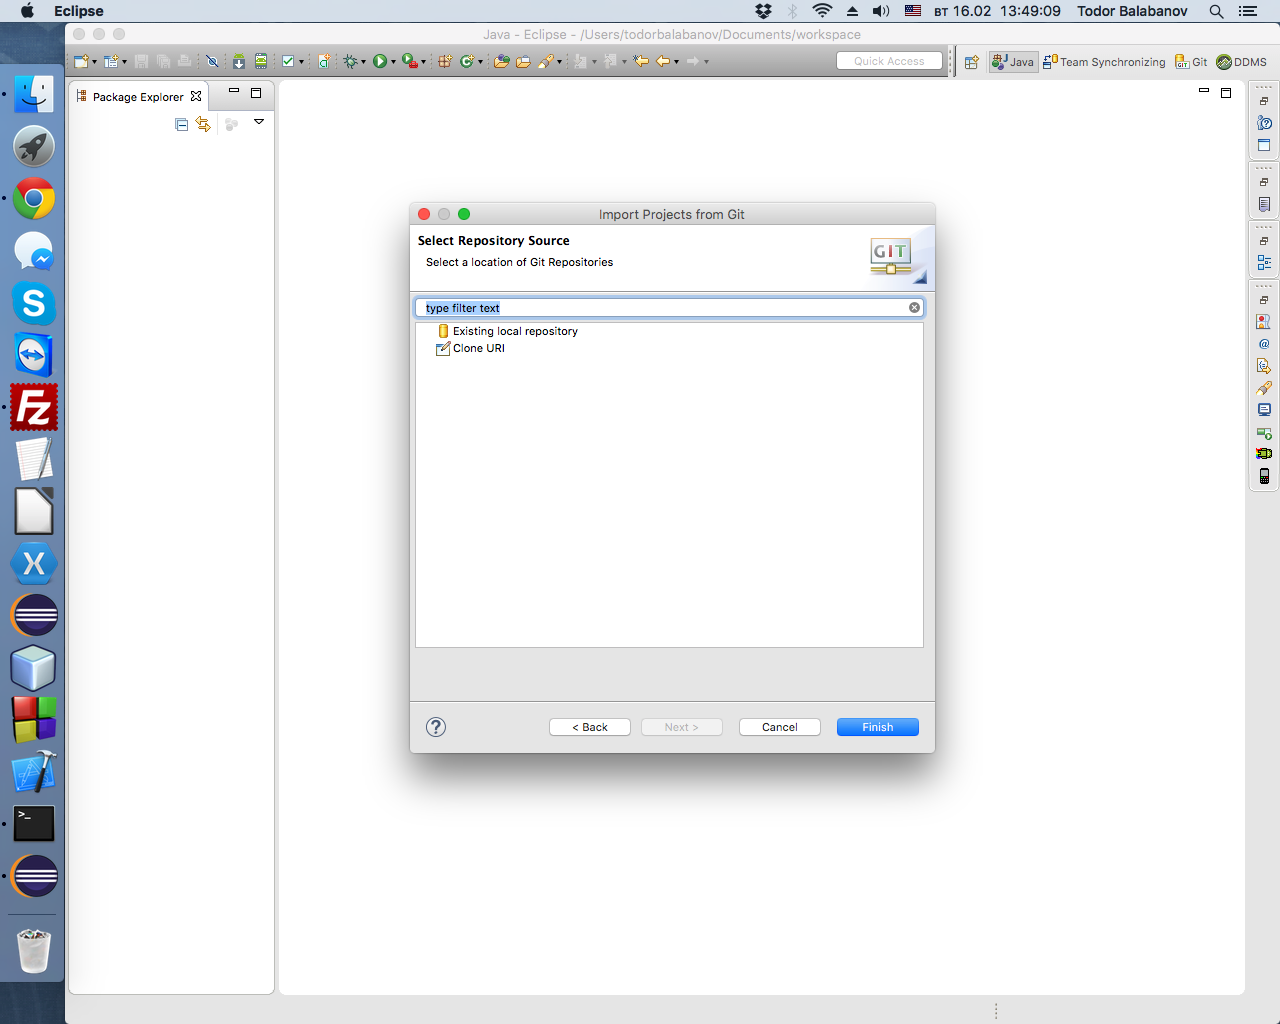 Eclipse
вт 16.02 13:49:09 Todor Balabanov
Java - Eclipse - /Users/todorbalabanov/Documents/workspace
Quick Access
Java
Team Synchronizing
GIT
Git
DDMS
Package Explorer
Import Projects from Git
Select Repository Source
Select a location of Git Repositories
GIT
type filter text
Existing local repository
Clone URI
?
< Back
Next >
Cancel
Finish
S
Fz
X
>_